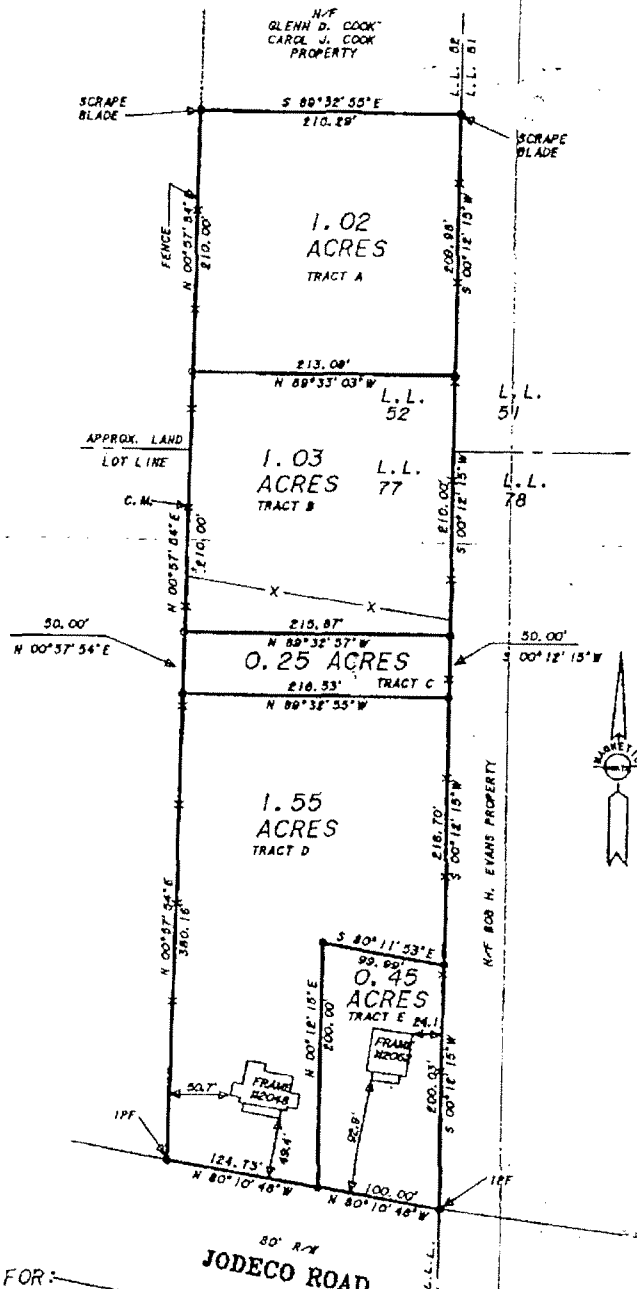 N/F
GLENN D. COOK
CAROL J. COOK
PROPERTY
L.L. 52
L.L. 51
SCRAPE
BLADE
S 89°32'55"E
210.29'
SCRAPE
BLADE
FENCE
N 00°57'54"E
210.00'
1.02
ACRES
TRACT A
209.98'
S 00°12'15"W
213.08'
N 89°33'03"W
L.L.
52
L.L.
51
APPROX. LAND
LOT LINE
1.03
ACRES
TRACT B
L.L.
77
L.L.
78
C.M.
N 00°57'54"E
210.00'
210.00'
S 00°12'15"W
50.00'
N 00°57'54"E
215.87'
N 89°32'57"W
50.00'
S 00°12'15"W
0.25 ACRES
TRACT C
216.53'
N 89°32'55"W
MAGNETIC
1.55
ACRES
TRACT D
216.70'
S 00°12'15"W
N/F BOB H. EVANS PROPERTY
N 00°57'54"E
380.16'
S 80°11'53"E
99.99'
0.45
ACRES
TRACT E
N 00°12'15"E
200.00'
24.1
FRAME
#2062
200.03'
S 00°12'15"W
50.7'
FRAME
#2048
49.4'
92.9'
IPF
124.73'
N 80°10'48"W
100.00'
N 80°10'48"W
IPF
80' R/W
JODECO ROAD
L.L.L.
FOR: